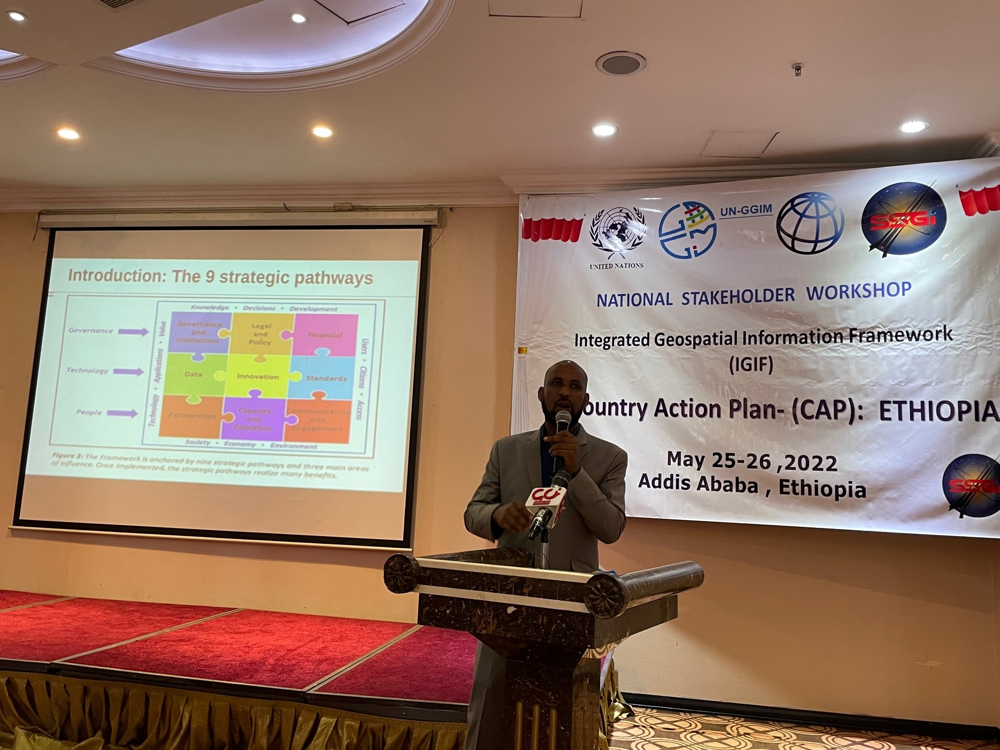 Introduction: The 9 strategic pathways
Knowledge • Decisions • Development
Governance
Technology
People
Technology • Applications • Value
Governance
and
Institutions
Legal
and
Policy
Financial
Data
Innovation
Standards
Partnerships
Capacity
and
Education
Communication
and
Engagement
Users • Citizens • Access
Society • Economy • Environment
Figure 3: The Framework is anchored by nine strategic pathways and three main areas
of influence. Once implemented, the strategic pathways realize many benefits.
UNITED NATIONS
UN-GGIM
SSGi
NATIONAL STAKEHOLDER WORKSHOP
Integrated Geospatial Information Framework
(IGIF)
ountry Action Plan- (CAP): ETHIOPIA
May 25-26 ,2022
Addis Ababa , Ethiopia
SSGi